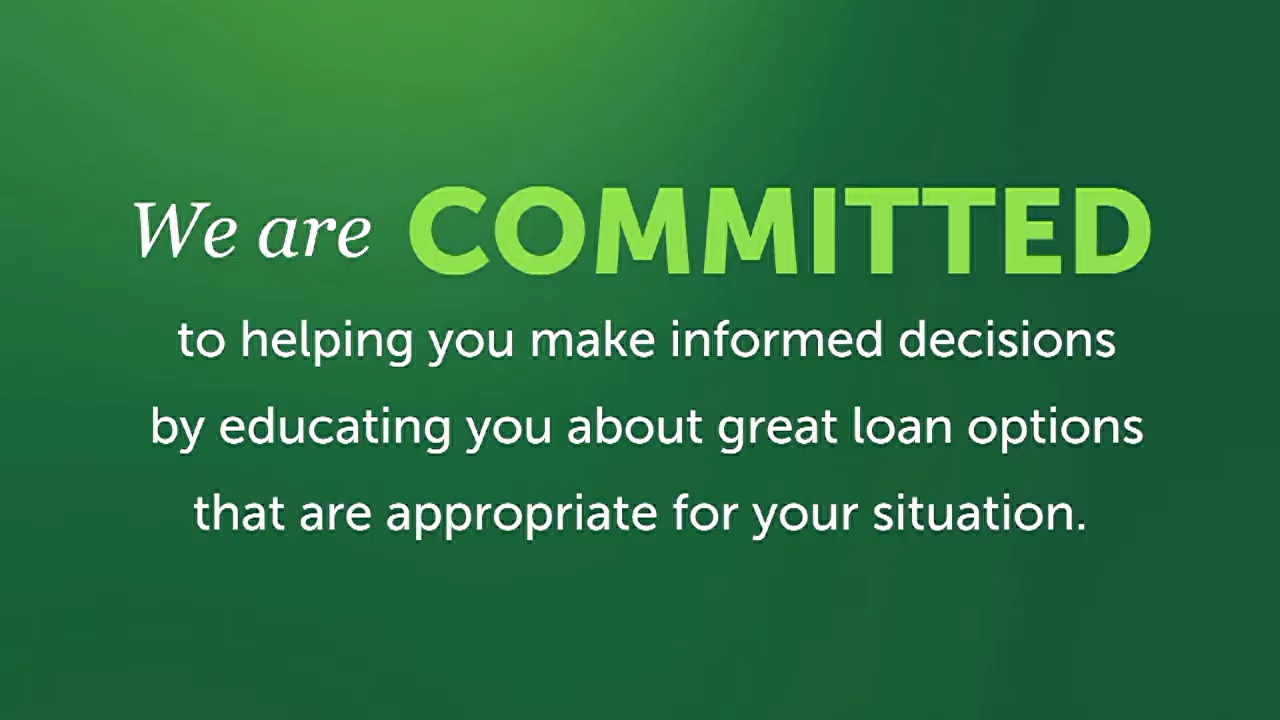 We are COMMITTED
to helping you make informed decisions
by educating you about great loan options
that are appropriate for your situation.